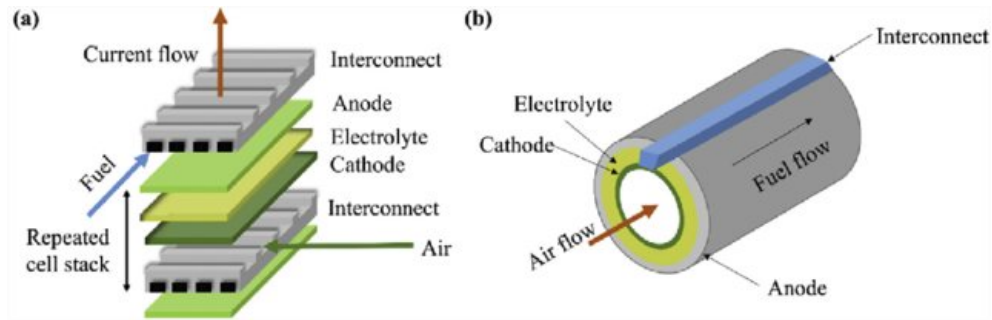 (a)
Current flow
Interconnect
Anode
Electrolyte
Cathode
Fuel
Interconnect
Repeated
cell stack
Air
(b)
Interconnect
Electrolyte
Cathode
Fuel flow
Air flow
Anode